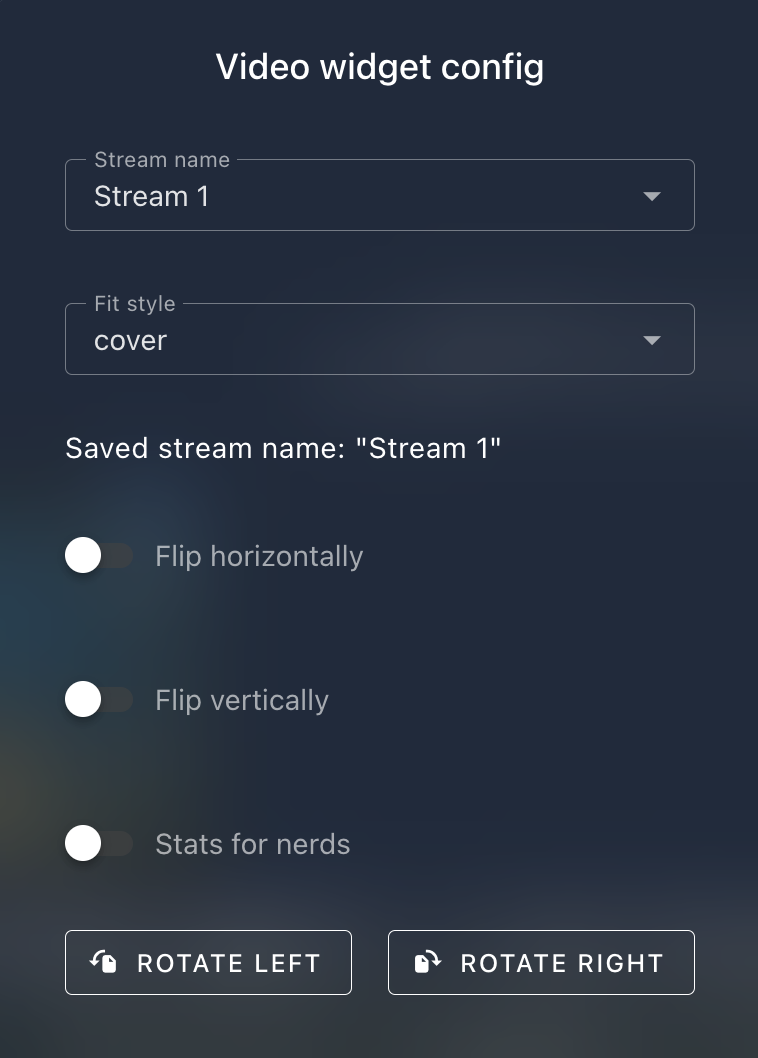 Video widget config
Stream name
Stream 1
Fit style
cover
Saved stream name: "Stream 1"
Flip horizontally
Flip vertically
Stats for nerds
ROTATE LEFT
ROTATE RIGHT